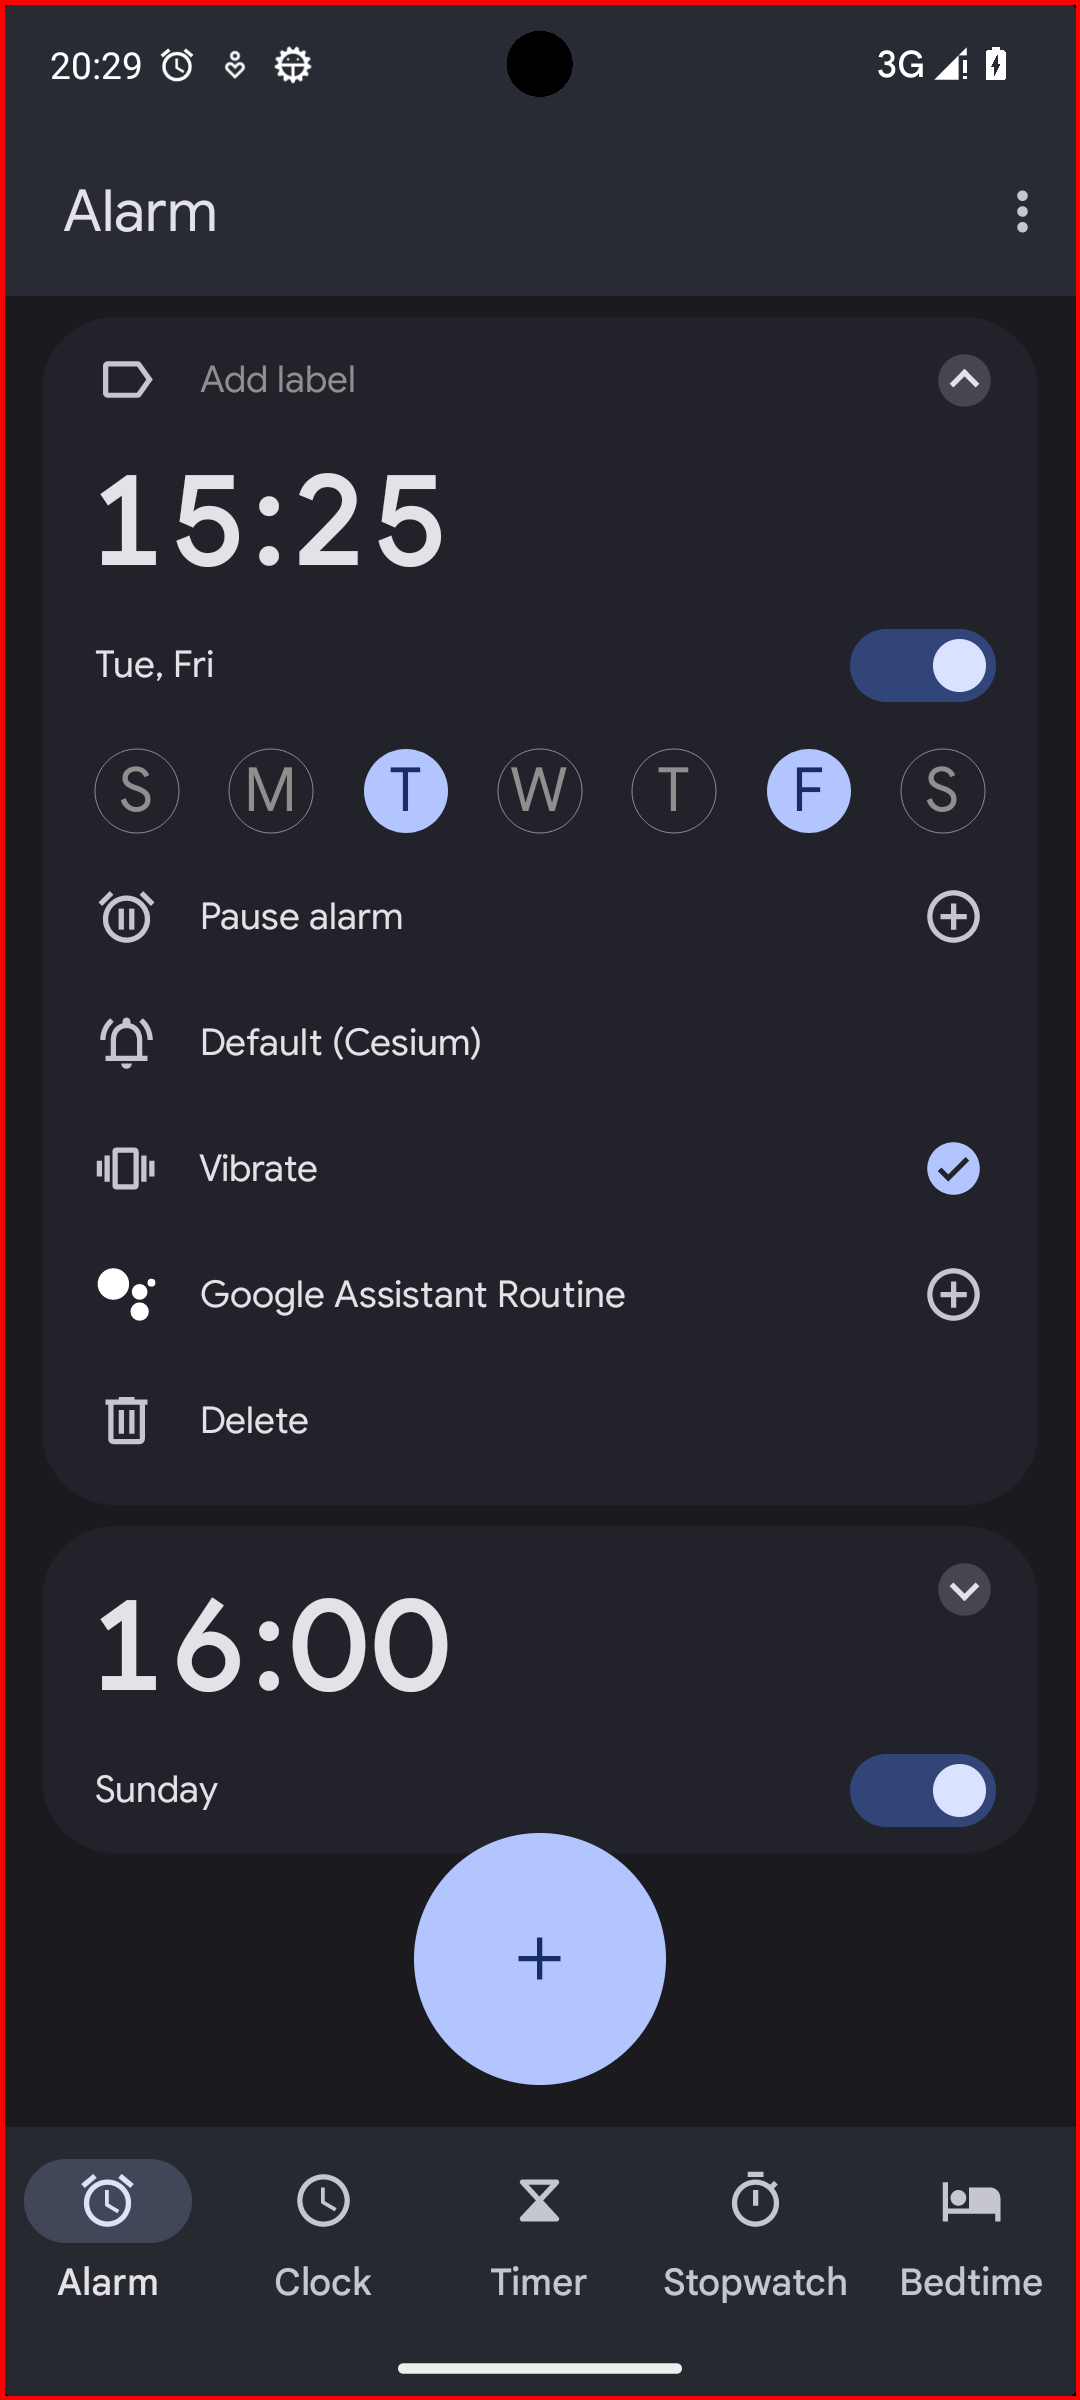 20:29
3G
Alarm
Add label
15:25
Tue, Fri
S M T W T F S
Pause alarm
Default (Cesium)
Vibrate
Google Assistant Routine
Delete
16:00
Sunday
Alarm Clock Timer Stopwatch Bedtime